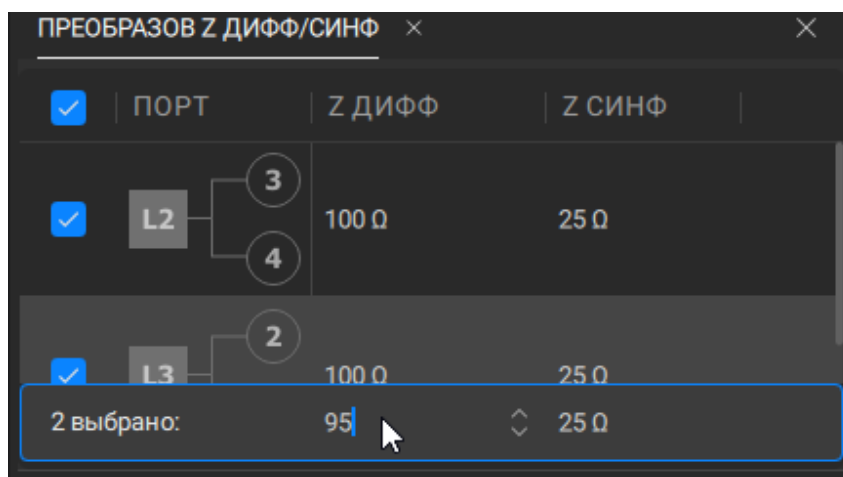 ПРЕОБРАЗОВ Z ДИФФ/СИНФ
ПОРТ Z ДИФФ Z СИНФ
3
L2 100 Ω 25 Ω
4
2
L3 100 Ω 25 Ω
2 выбрано: 95 25 Ω